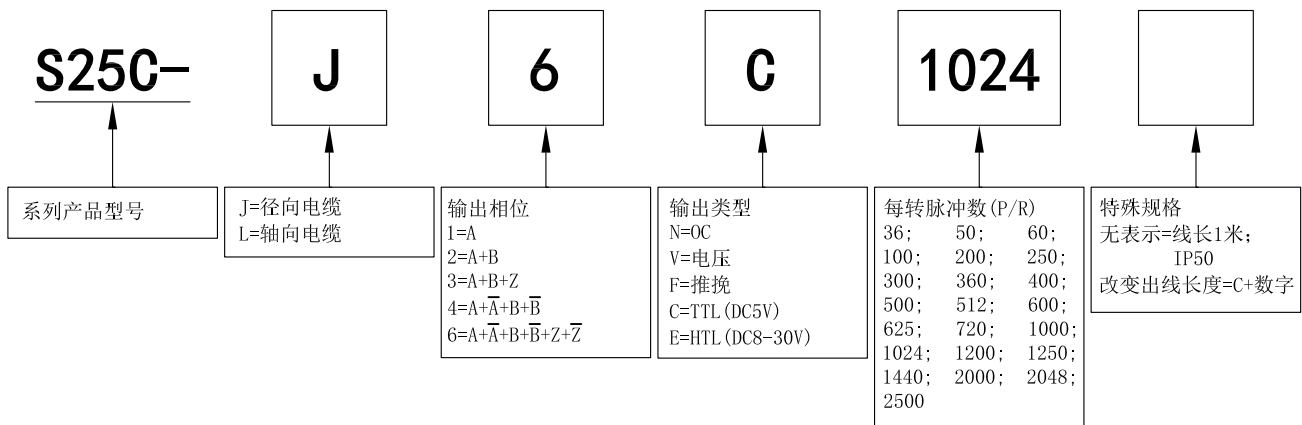 S25C-
J
6
C
1024
系列产品型号
J=径向电缆
L=轴向电缆
输出相位
1=A
2=A+B
3=A+B+Z
4=A+A̅+B+B̅
6=A+A̅+B+B̅+Z+Z̅
输出类型
N=OC
V=电压
F=推挽
C=TTL(DC5V)
E=HTL(DC8-30V)
每转脉冲数(P/R)
36; 50; 60;
100; 200; 250;
300; 360; 400;
500; 512; 600;
625; 720; 1000;
1024; 1200; 1250;
1440; 2000; 2048;
2500
特殊规格
无表示=线长1米;
IP50
改变出线长度=C+数字